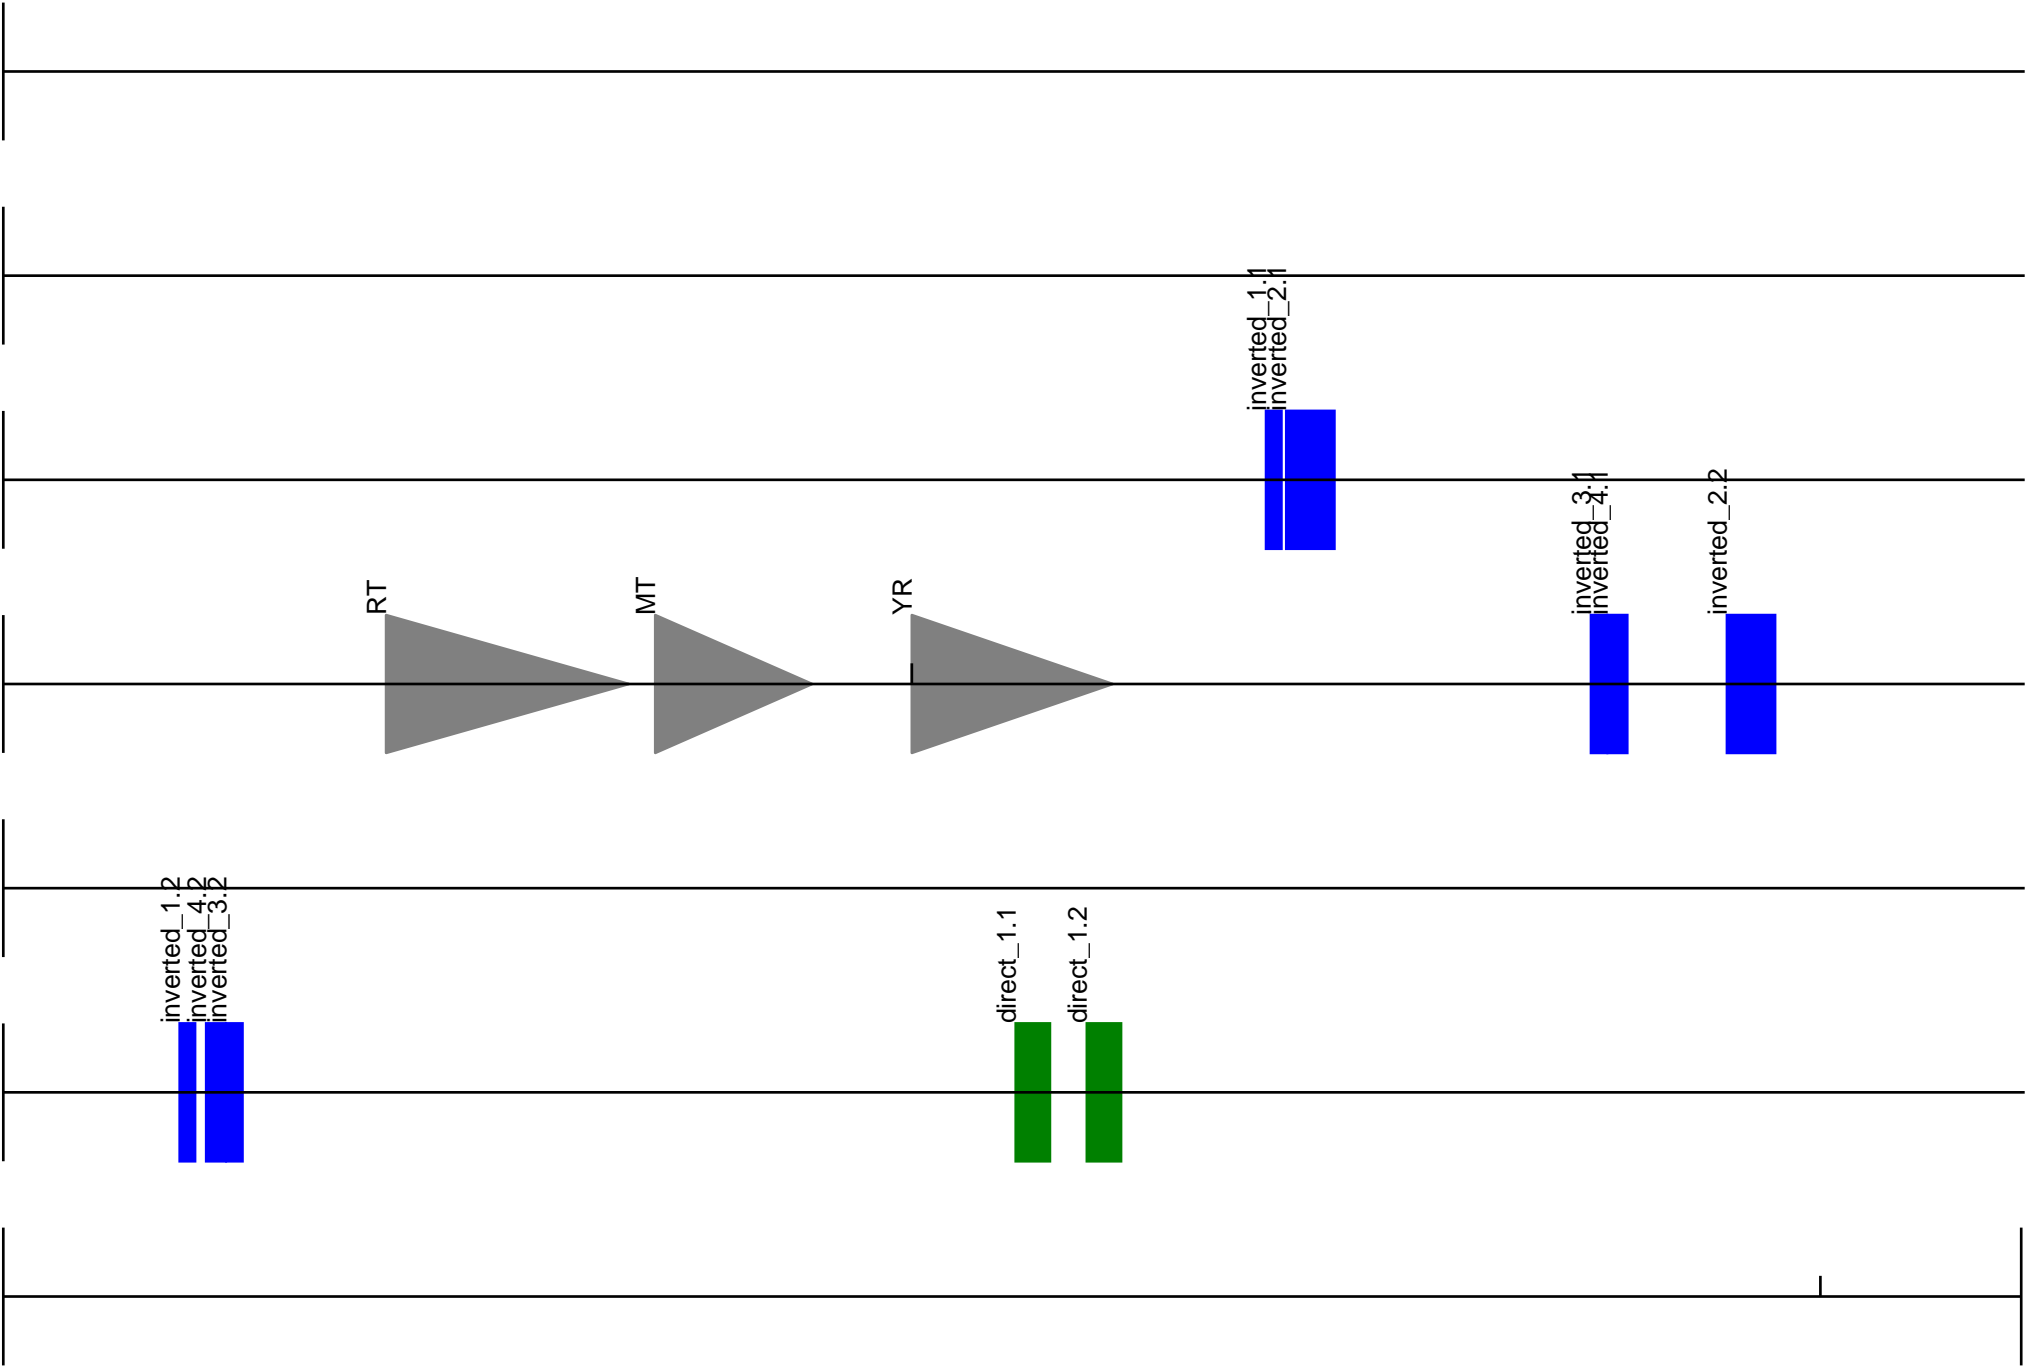 inverted_1.1
inverted_2.1
RT
MT
YR
inverted_3.1
inverted_4.1
inverted_2.2
inverted_1.2
inverted_4.2
inverted_3.2
direct_1.1
direct_1.2